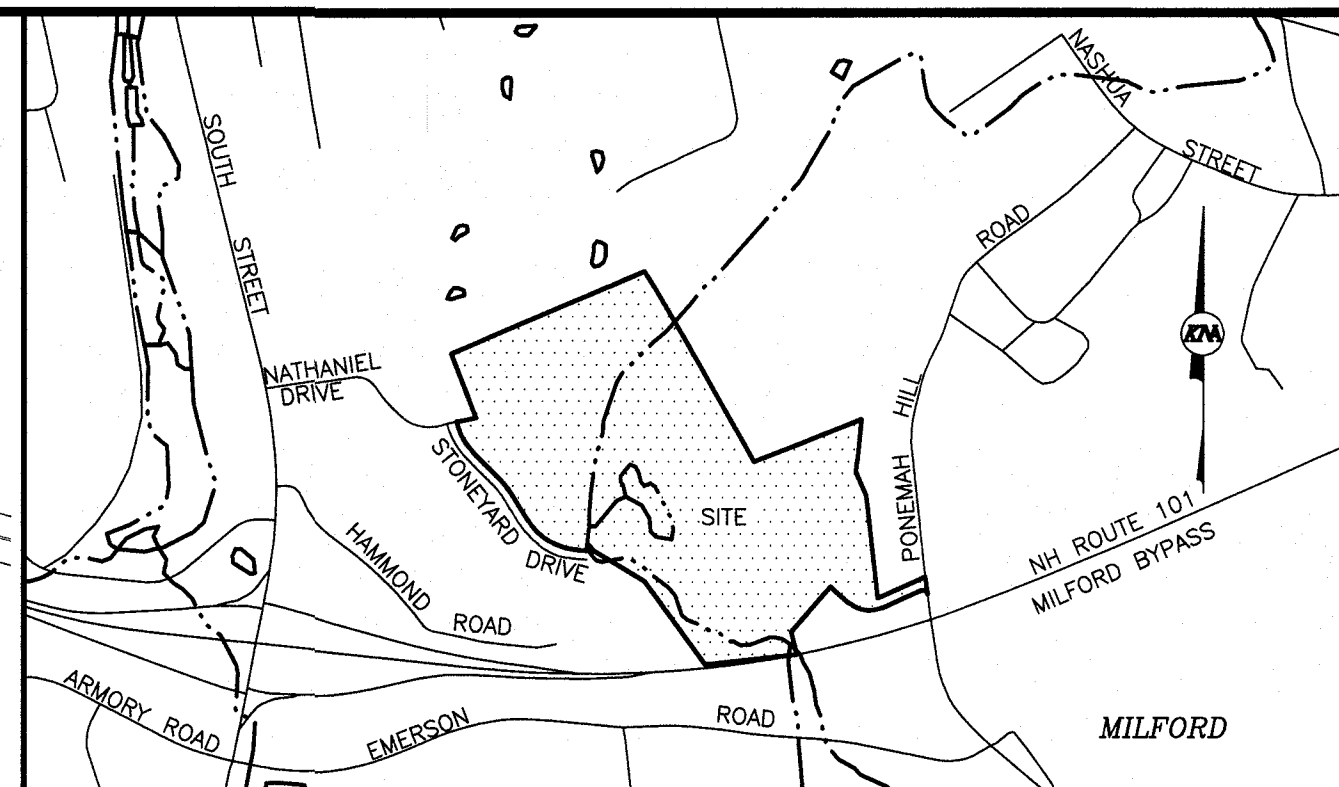 NASHUA
STREET
SOUTH
STREET
ROAD
KNA
NATHANIEL
DRIVE
PONEMAH HILL
STONEYARD
DRIVE
SITE
NH ROUTE 101
MILFORD BYPASS
HAMMOND
ROAD
ARMORY ROAD
EMERSON
ROAD
MILFORD